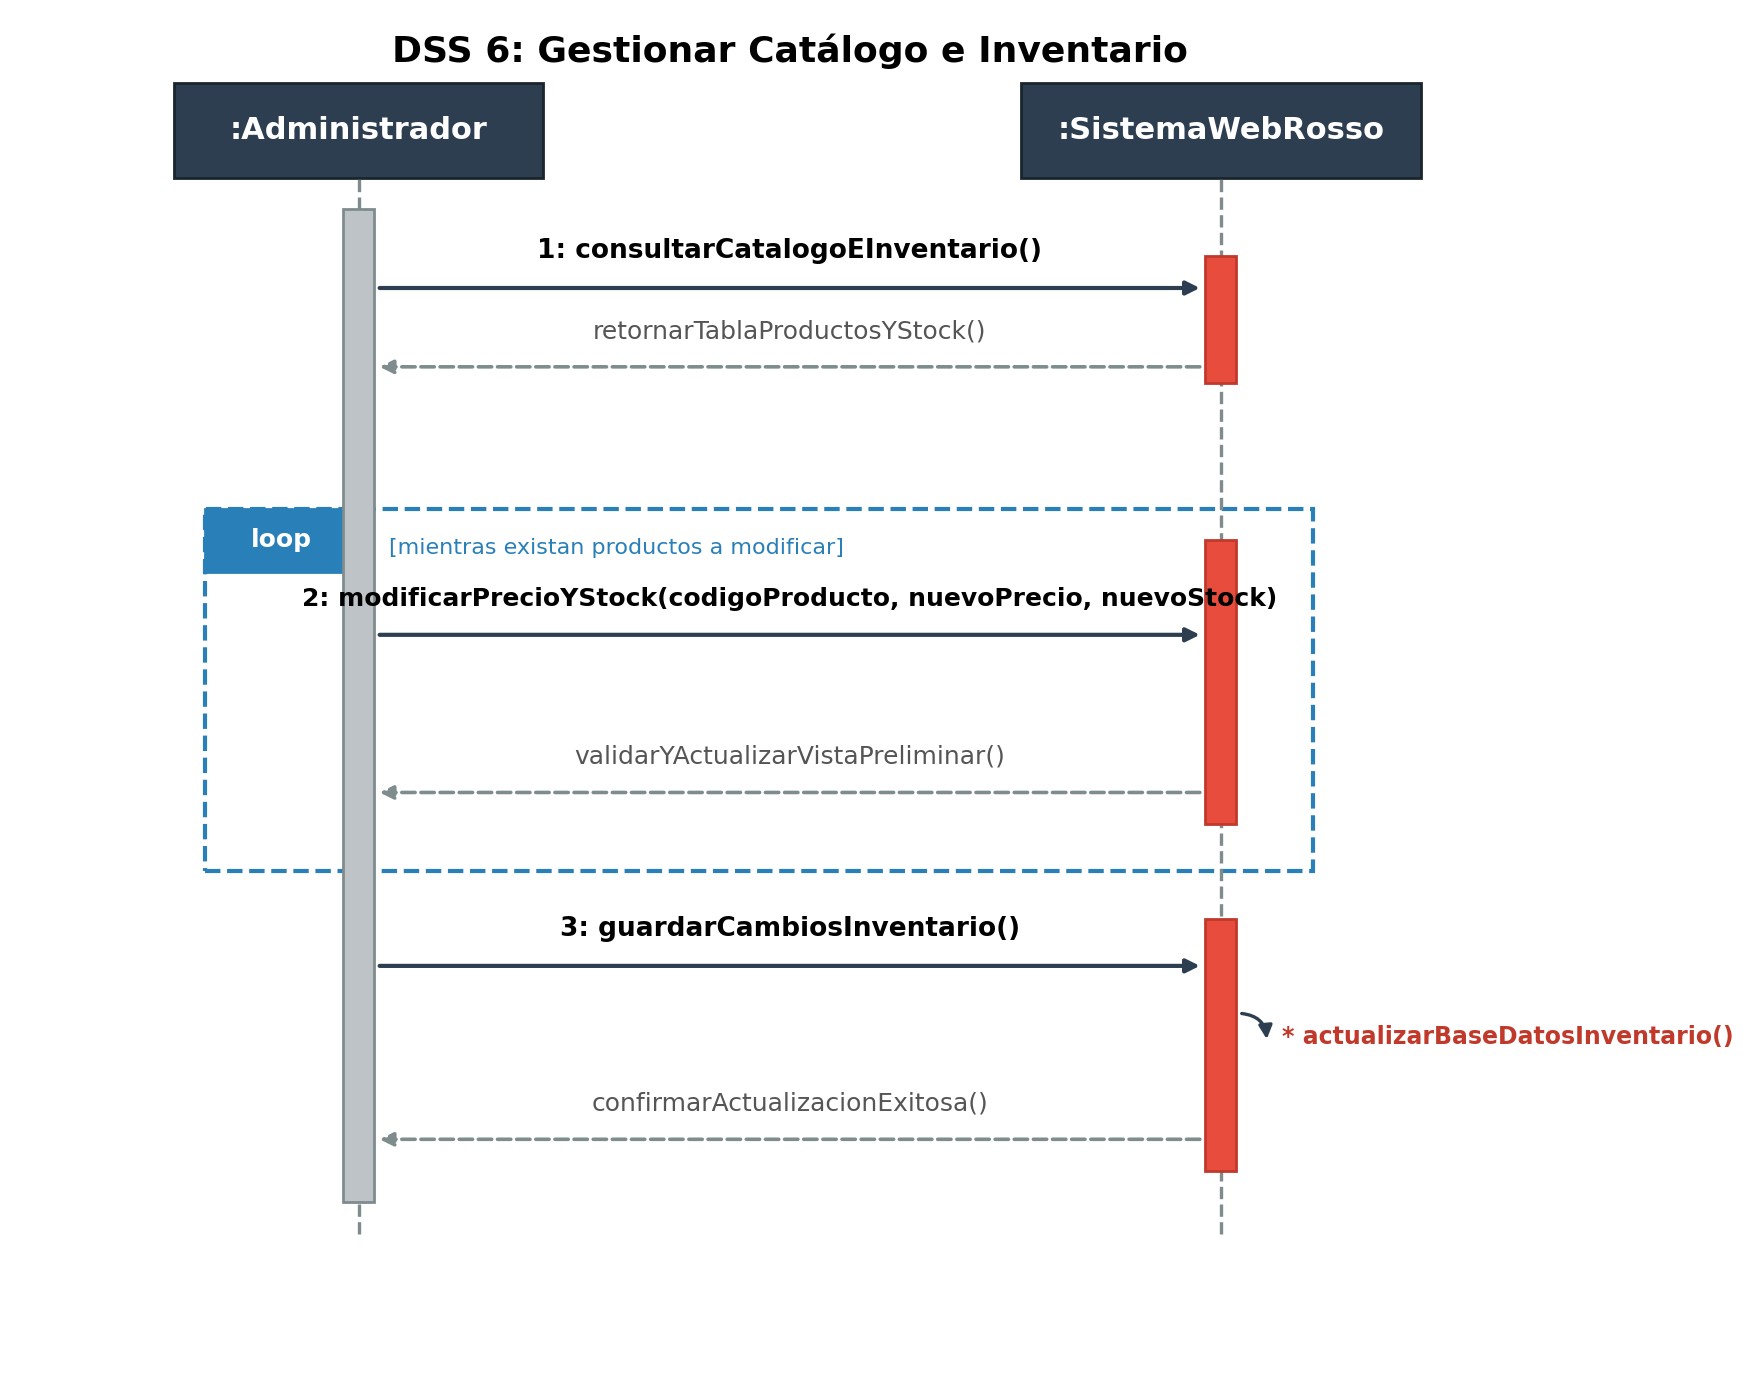 DSS 6: Gestionar Catálogo e Inventario
:Administrador
:SistemaWebRosso
1: consultarCatalogoEInventario()
retornarTablaProductosYStock()
loop
[mientras existan productos a modificar]
2: modificarPrecioYStock(codigoProducto, nuevoPrecio, nuevoStock)
validarYActualizarVistaPreliminar()
3: guardarCambiosInventario()
* actualizarBaseDatosInventario()
confirmarActualizacionExitosa()